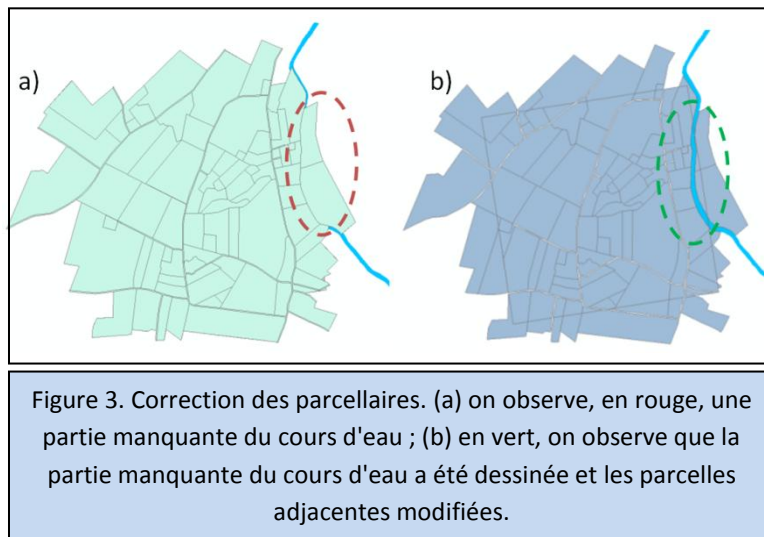 a)
b)
Figure 3. Correction des parcellaires. (a) on observe, en rouge, une
partie manquante du cours d'eau ; (b) en vert, on observe que la
partie manquante du cours d'eau a été dessinée et les parcelles
adjacentes modifiées.